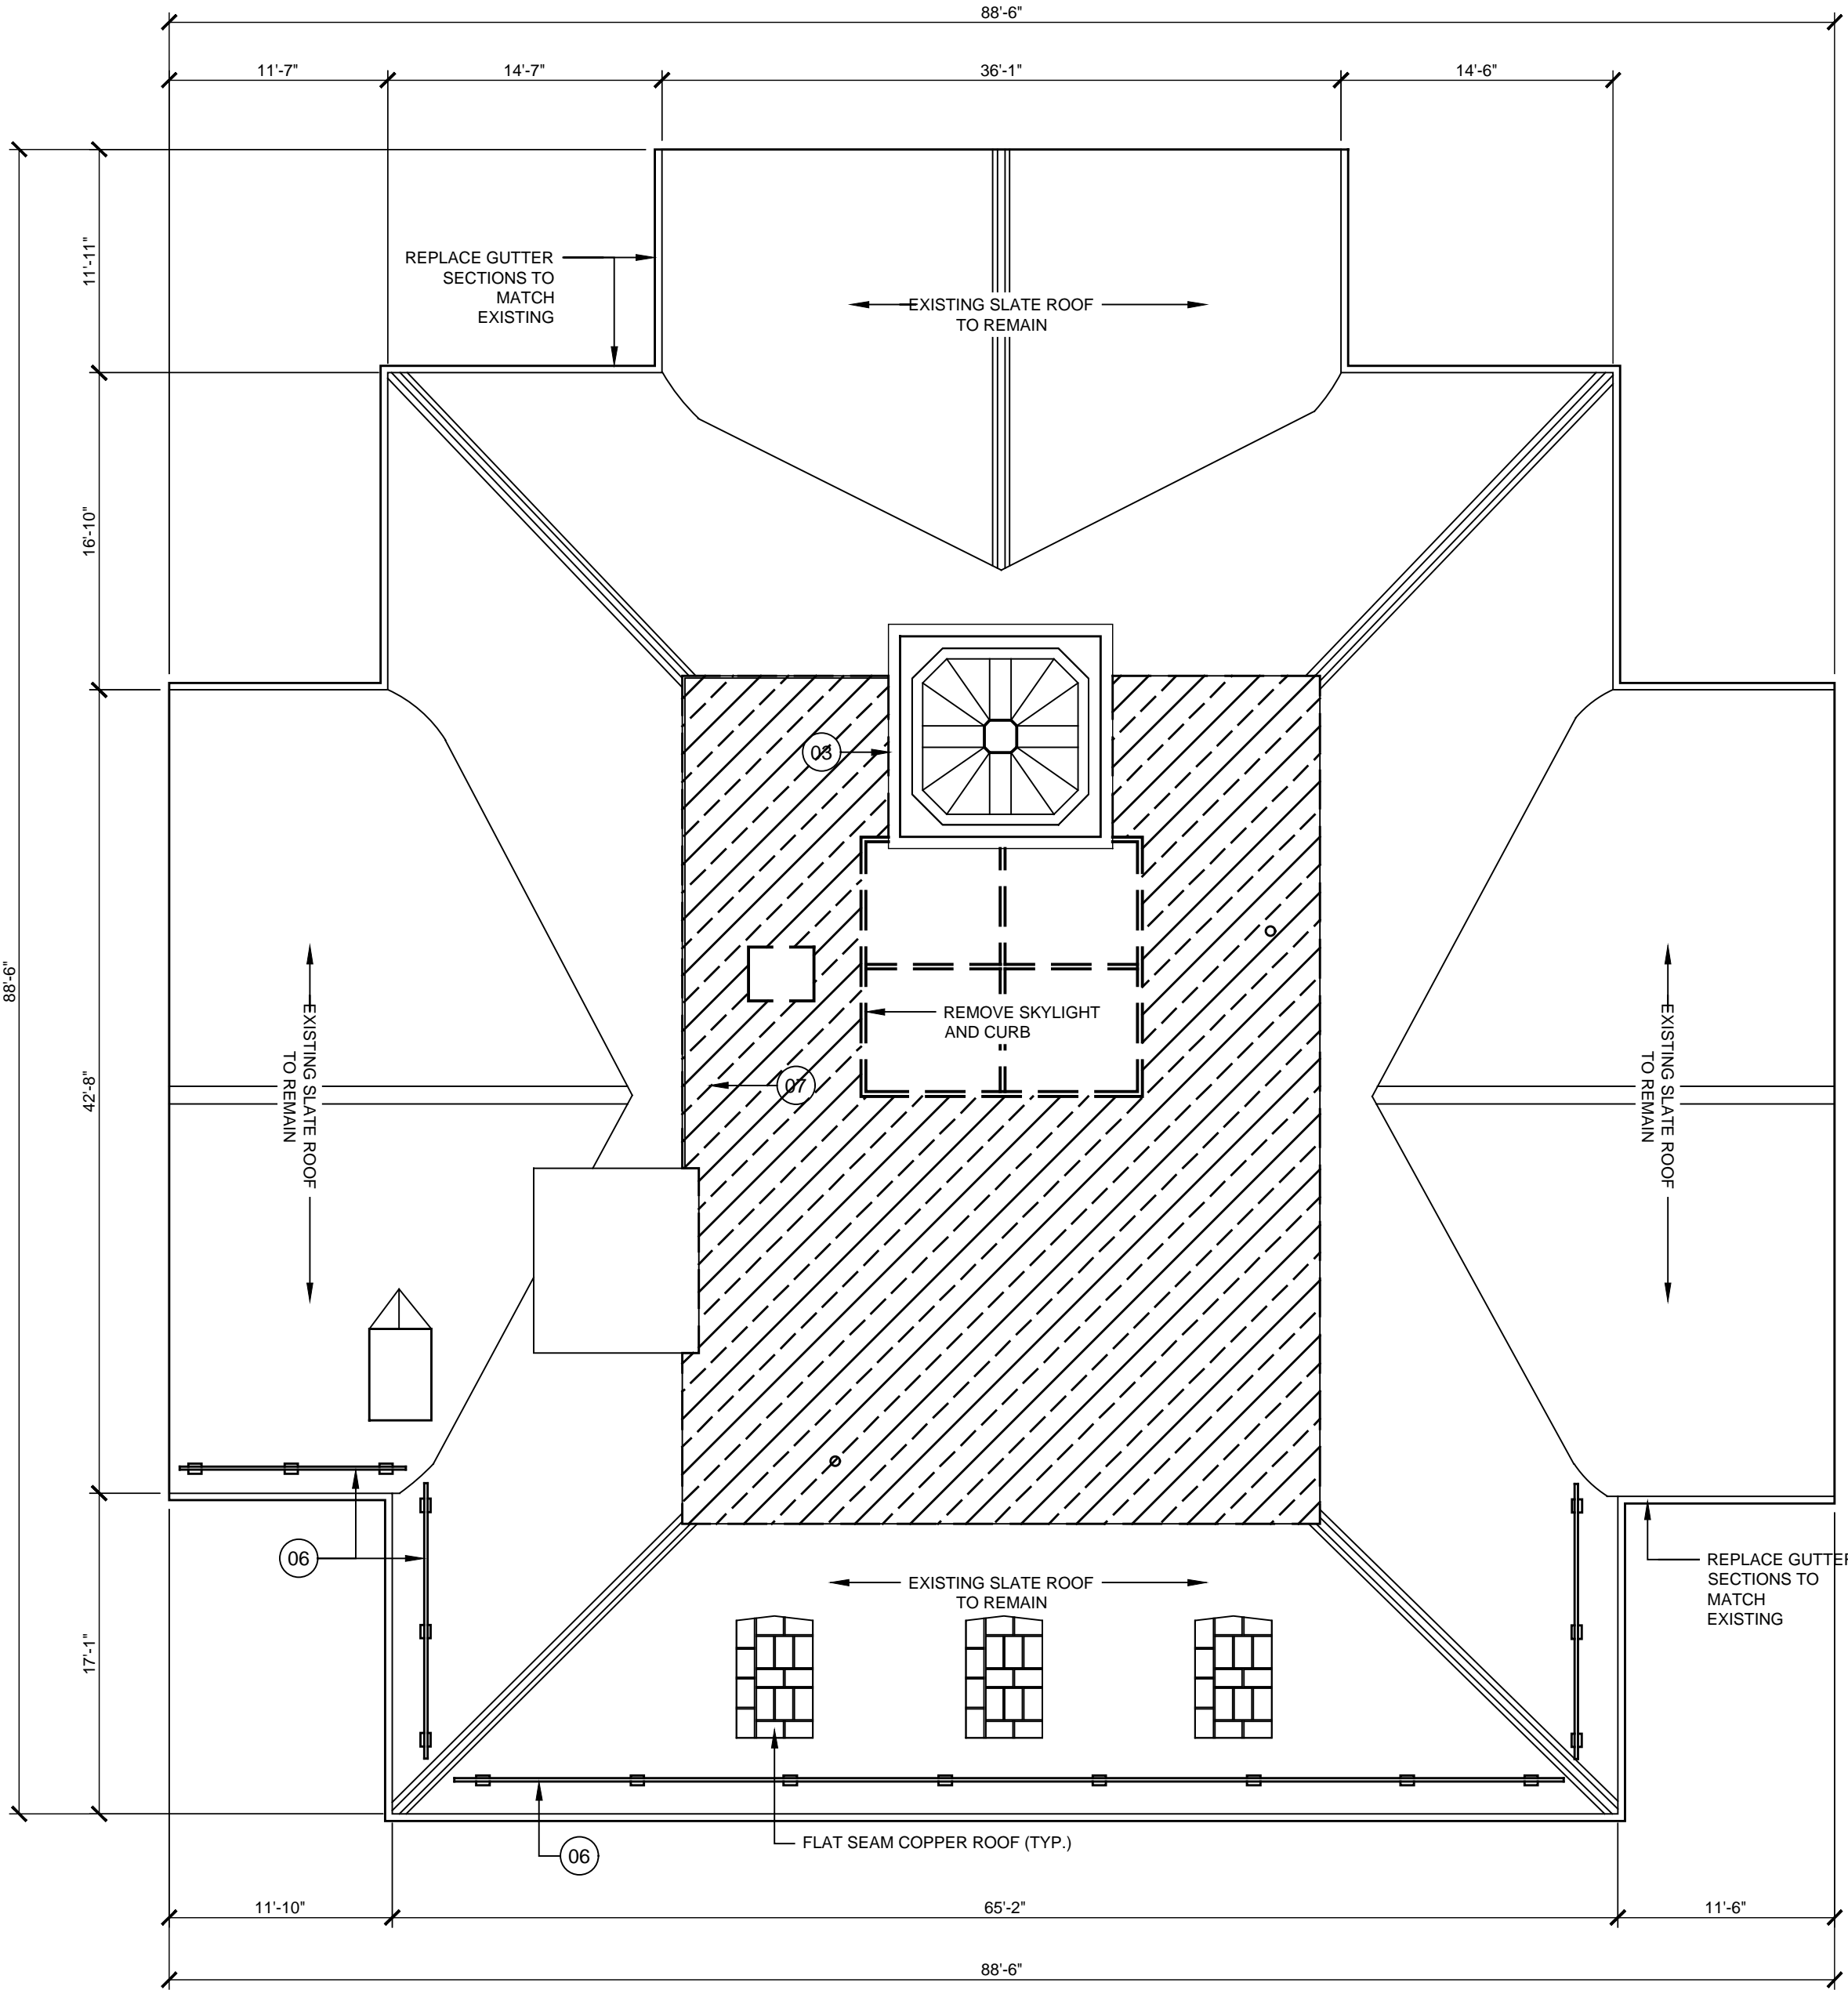 88'-6"
11'-7"
14'-7"
36'-1"
14'-6"
11'-11"
REPLACE GUTTER
SECTIONS TO
MATCH
EXISTING
EXISTING SLATE ROOF
TO REMAIN
16'-10"
03
88'-6"
42'-8"
EXISTING SLATE ROOF
TO REMAIN
REMOVE SKYLIGHT
AND CURB
07
EXISTING SLATE ROOF
TO REMAIN
06
EXISTING SLATE ROOF
TO REMAIN
REPLACE GUTTER
SECTIONS TO
MATCH
EXISTING
17'-1"
FLAT SEAM COPPER ROOF (TYP.)
06
11'-10"
65'-2"
11'-6"
88'-6"